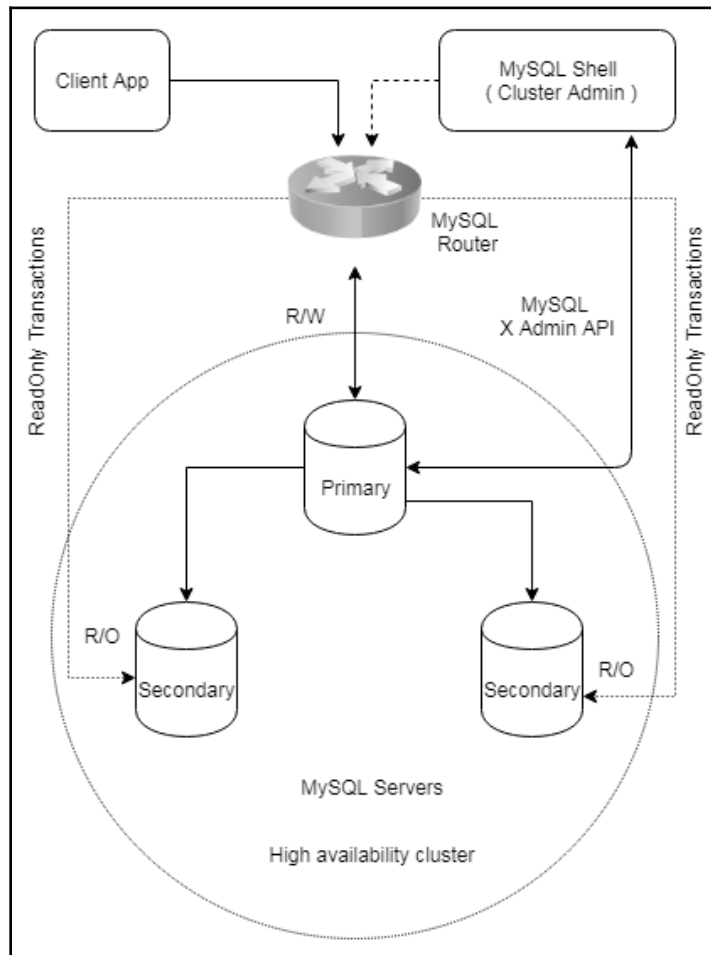 Client App
MySQL Shell
( Cluster Admin )
MySQL
Router
ReadOnly Transactions
ReadOnly Transactions
R/W
MySQL
X Admin API
Primary
R/O
Secondary
Secondary
R/O
MySQL Servers
High availability cluster